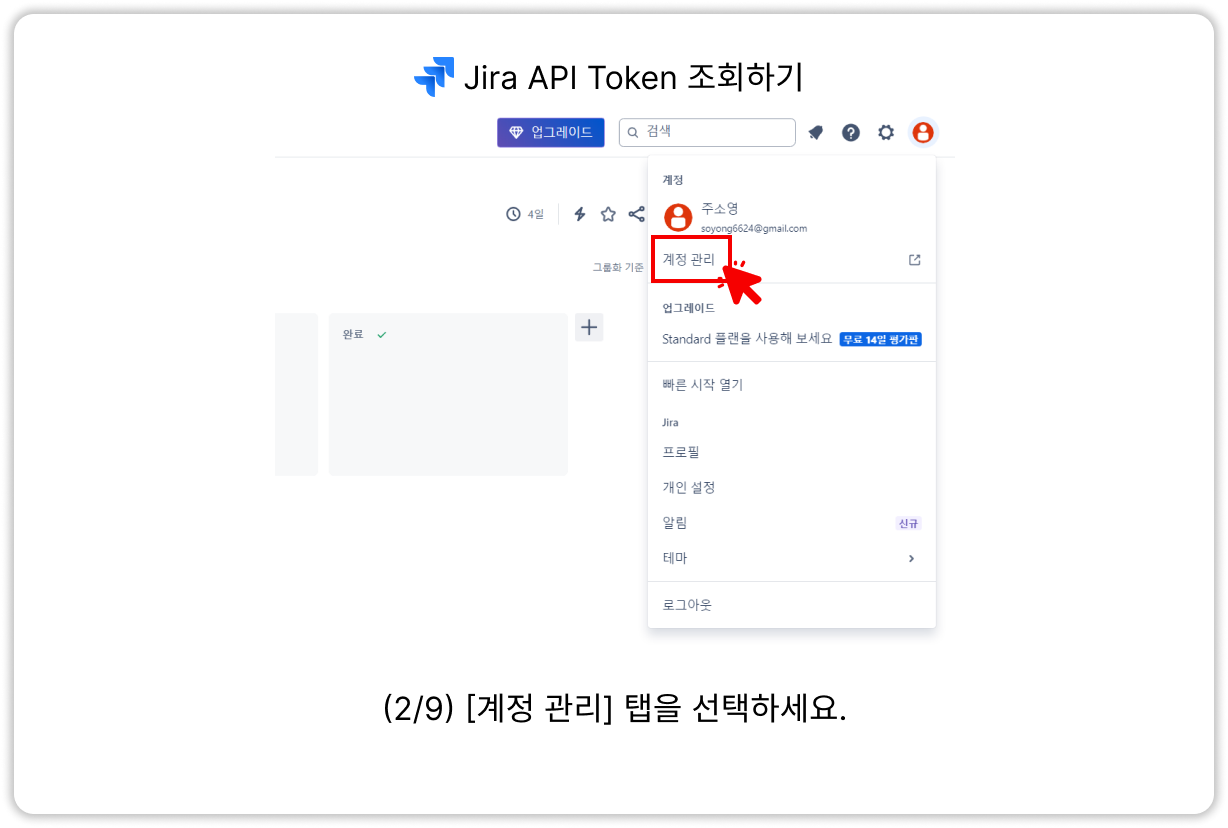 Jira API Token 조회하기
업그레이드
검색
계정
주소영
soyong6624@gmail.com
4일
계정 관리
그룹화 기준
업그레이드
완료
Standard 플랜을 사용해 보세요 무료 14일 평가판
빠른 시작 열기
Jira
프로필
개인 설정
알림 신규
테마
로그아웃
(2/9) [계정 관리] 탭을 선택하세요.